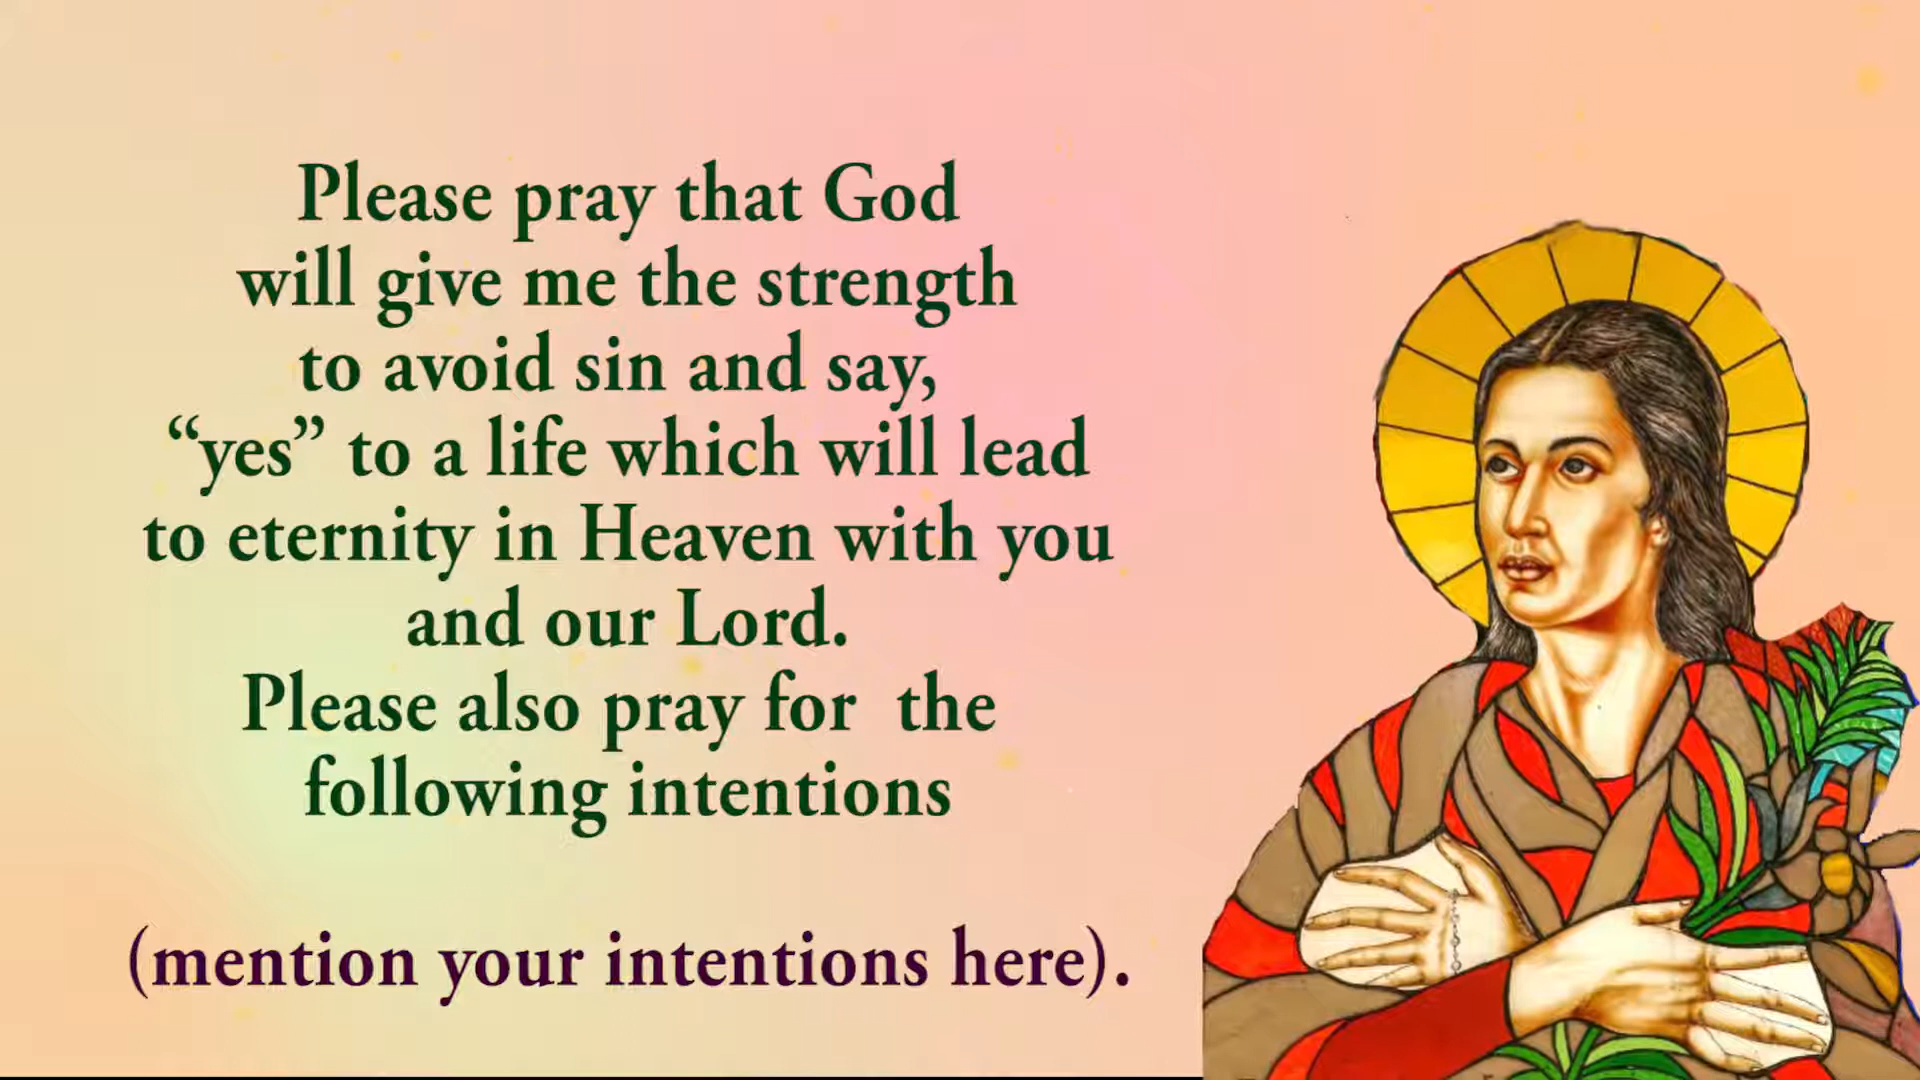 Please pray that God
will give me the strength
to avoid sin and say,
“yes” to a life which will lead
to eternity in Heaven with you
and our Lord.
Please also pray for  the
following intentions
(mention your intentions here).